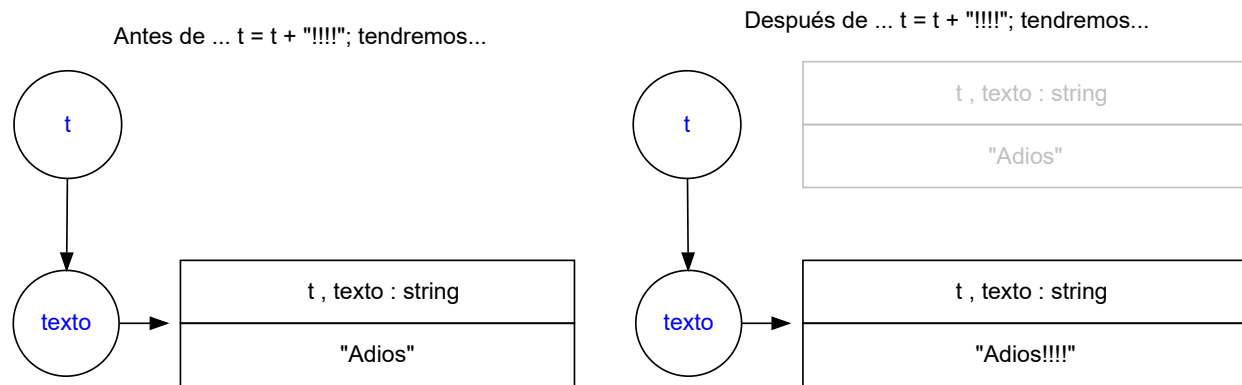 Antes de ... t = t + "!!!!"; tendremos...
t
texto
t , texto : string
"Adios"
Después de ... t = t + "!!!!"; tendremos...
t
t , texto : string
"Adios"
texto
t , texto : string
"Adios!!!!"